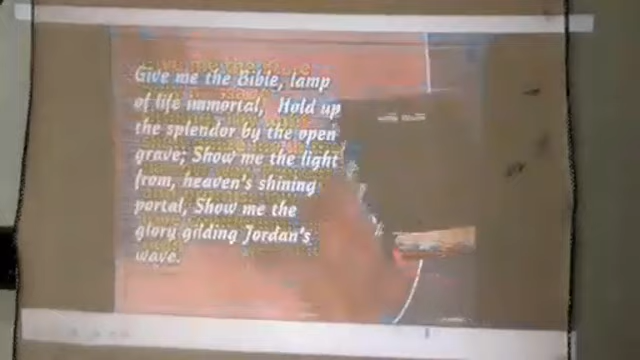 Give me the Bible, lamp
of life immortal, Hold up
the splendor by the open
grave; Show me the light
from, heaven's shining
portal, Show me the
glory gilding Jordan's
wave.